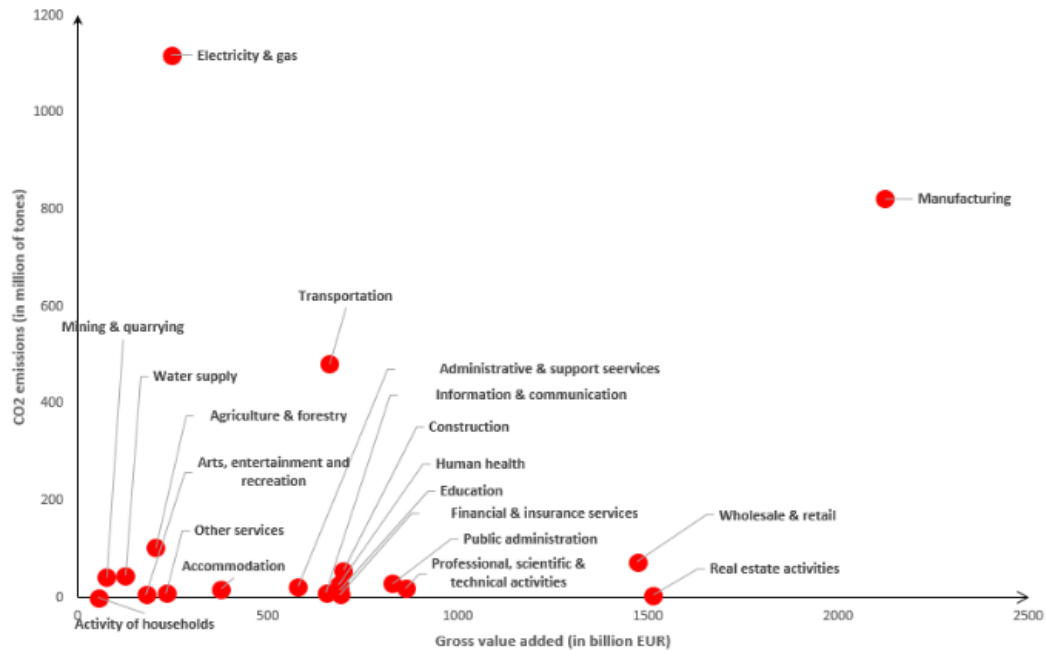 1200
Electricity & gas
1000
CO2 emissions (in million of tones)
800
Manufacturing
600
Transportation
Mining & quarrying
Water supply
Administrative & support seervices
Information & communication
400
Agriculture & forestry
Construction
Arts, entertainment and
recreation
Human health
Education
Financial & insurance services
200
Wholesale & retail
Other services
Public administration
Accommodation
Professional, scientific &
technical activities
Real estate activities
0
0
500
1000
1500
2000
2500
Activity of households
Gross value added (in billion EUR)